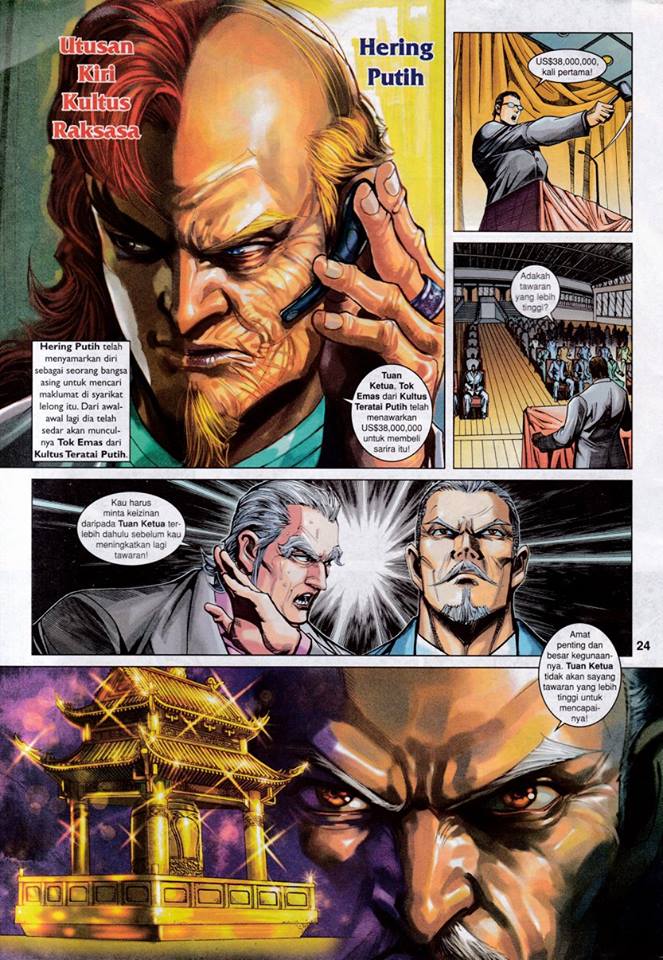 Utusan
Kiri
Kultus
Raksasa
Hering
Putih
US$38,000,000,
kali pertama!
Adakah
tawaran
yang lebih
tinggi?
Hering Putih telah
menyamarkan diri
sebagai seorang bangsa
asing untuk mencari
maklumat di syarikat
lelong itu. Dari awal-
awal lagi dia telah
sedar akan muncul-
nya Tok Emas dari
Kultus Teratai Putih.
Tuan
Ketua, Tok
Emas dari Kultus
Teratai Putih telah
menawarkan
US$38,000,000
untuk membeli
sarira itu!
Kau harus
minta keizinan
daripada Tuan Ketua ter-
lebih dahulu sebelum kau
meningkatkan lagi
tawaran!
24
Amat
penting dan
besar kegunaan-
nya. Tuan Ketua
tidak akan sayang
tawaran yang lebih
tinggi untuk
mencapai-
nya!